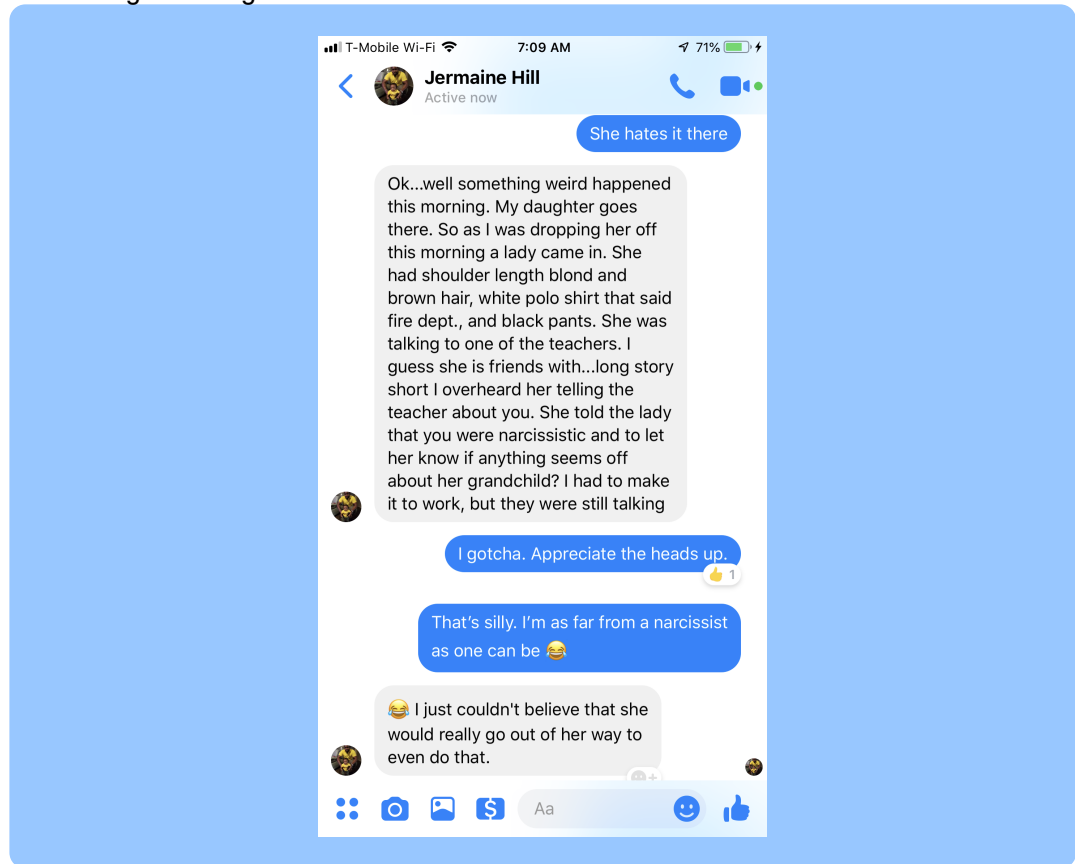 T-Mobile Wi-Fi 7:09 AM 71%
Jermaine Hill
Active now
She hates it there
Ok...well something weird happened
this morning. My daughter goes
there. So as I was dropping her off
this morning a lady came in. She
had shoulder length blond and
brown hair, white polo shirt that said
fire dept., and black pants. She was
talking to one of the teachers. I
guess she is friends with...long story
short I overheard her telling the
teacher about you. She told the lady
that you were narcissistic and to let
her know if anything seems off
about her grandchild? I had to make
it to work, but they were still talking
I gotcha. Appreciate the heads up.
👍 1
That's silly. I'm as far from a narcissist
as one can be 😂
😂 I just couldn't believe that she
would really go out of her way to
even do that.
Aa